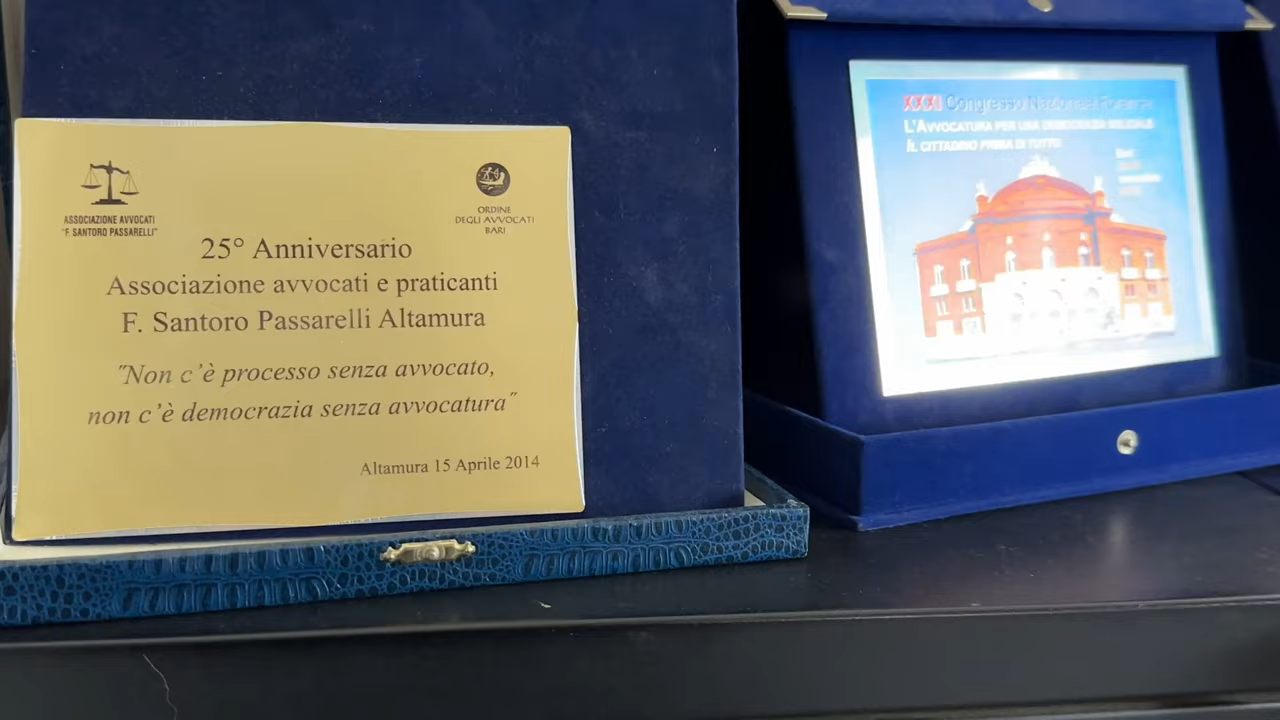 ASSOCIAZIONE AVVOCATI
"F. SANTORO PASSARELLI"
ORDINE
DEGLI AVVOCATI
BARI
25° Anniversario
Associazione avvocati e praticanti
F. Santoro Passarelli Altamura
"Non c'è processo senza avvocato,
non c'è democrazia senza avvocatura"
Altamura 15 Aprile 2014
XXXI Congresso Nazionale Forense
L'AVVOCATURA PER UNA DEMOCRAZIA SOLIDALE
IL CITTADINO PRIMA DI TUTTO